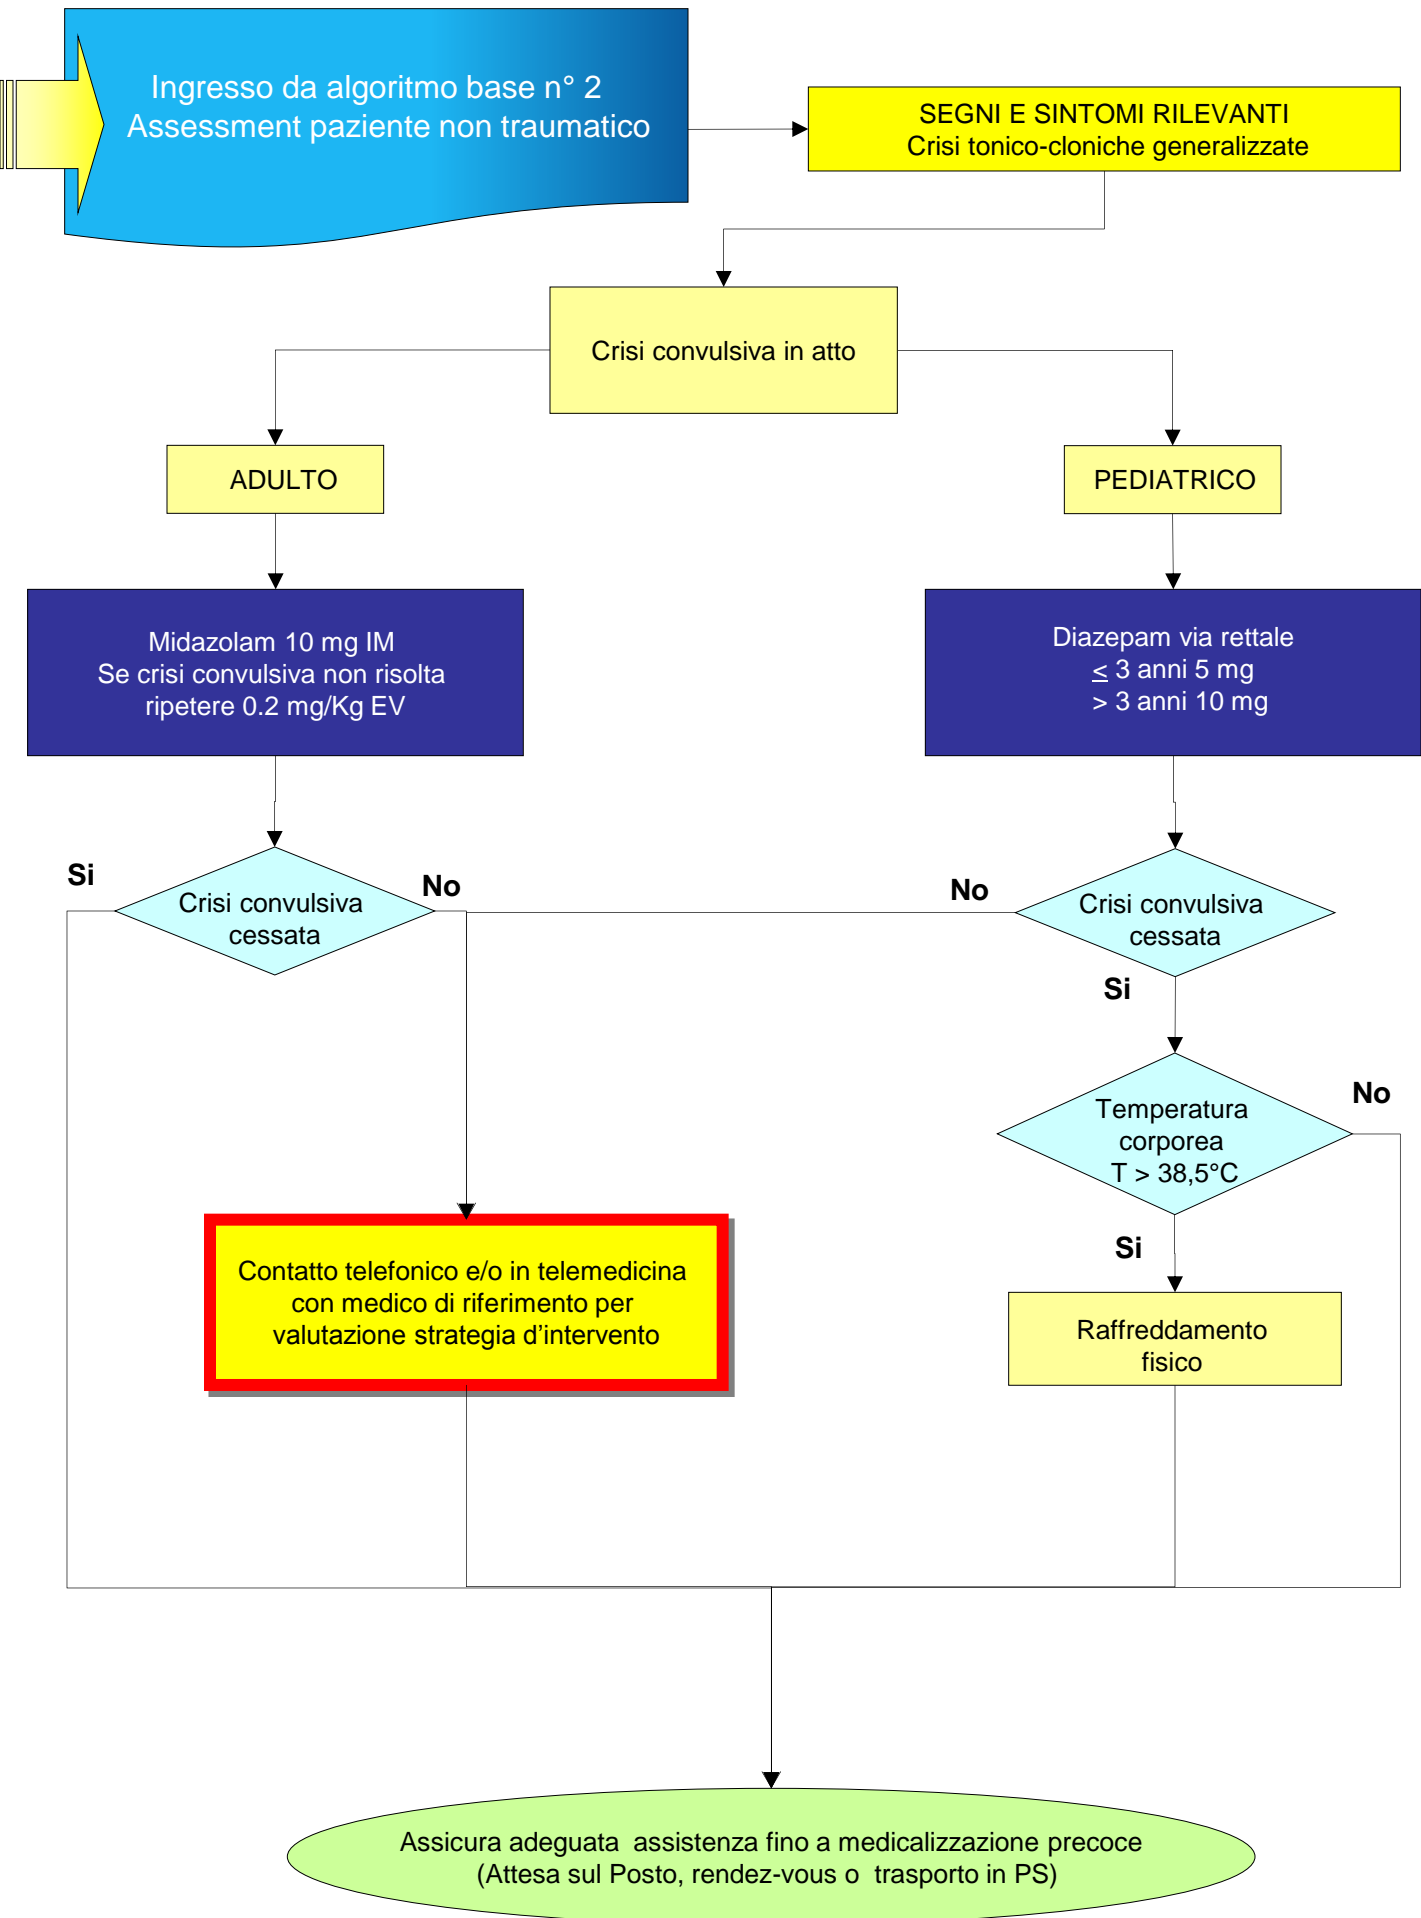 Ingresso da algoritmo base n° 2
Assessment paziente non traumatico
SEGNI E SINTOMI RILEVANTI
Crisi tonico-cloniche generalizzate
Crisi convulsiva in atto
ADULTO
PEDIATRICO
Midazolam 10 mg IM
Se crisi convulsiva non risolta
ripetere 0.2 mg/Kg EV
Diazepam via rettale
≤ 3 anni 5 mg
> 3 anni 10 mg
Si
Crisi convulsiva
cessata
No
No
Crisi convulsiva
cessata
Si
Temperatura
corporea
T > 38,5°C
No
Si
Contatto telefonico e/o in telemedicina
con medico di riferimento per
valutazione strategia d'intervento
Raffreddamento
fisico
Assicura adeguata assistenza fino a medicalizzazione precoce
(Attesa sul Posto, rendez-vous o trasporto in PS)